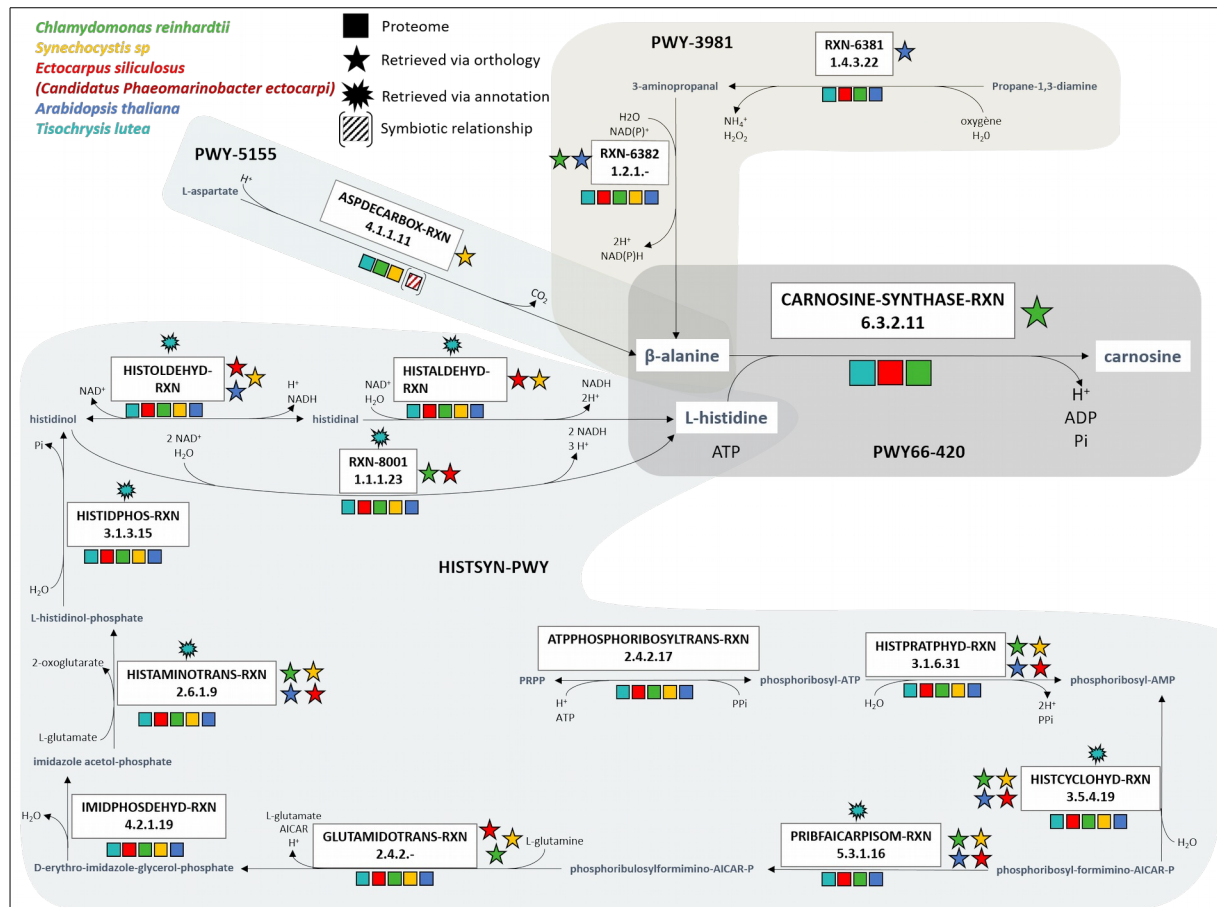 Chlamydomonas reinhardtii
Synechocystis sp
Ectocarpus siliculosus
(Candidatus Phaeomarinobacter ectocarpi)
Arabidopsis thaliana
Tisochrysis lutea
Proteome
Retrieved via orthology
Retrieved via annotation
Symbiotic relationship
PWY-3981
RXN-6381
1.4.3.22
3-aminopropanal
Propane-1,3-diamine
NH₄⁺
H₂O₂
oxygène
H₂0
H2O
NAD(P)⁺
RXN-6382
1.2.1.-
2H⁺
NAD(P)H
PWY-5155
L-aspartate
H⁺
ASPDECARBOX-RXN
4.1.1.11
CO₂
CARNOSINE-SYNTHASE-RXN
6.3.2.11
β-alanine
carnosine
L-histidine
ATP
H⁺
ADP
Pi
PWY66-420
HISTOLDEHYD-
RXN
NAD⁺
H⁺
NADH
histidinol
HISTALDEHYD-
RXN
NAD⁺
H₂O
NADH
2H⁺
histidinal
2 NAD⁺
H₂O
RXN-8001
1.1.1.23
2 NADH
3 H⁺
Pi
HISTIDPHOS-RXN
3.1.3.15
H₂O
HISTSYN-PWY
L-histidinol-phosphate
2-oxoglutarate
HISTAMINOTRANS-RXN
2.6.1.9
L-glutamate
imidazole acetol-phosphate
ATPPHOSPHORIBOSYLTRANS-RXN
2.4.2.17
PRPP
H⁺
ATP
PPi
phosphoribosyl-ATP
HISTPRATPHYD-RXN
3.1.6.31
H₂O
2H⁺
PPi
phosphoribosyl-AMP
HISTCYCLOHYD-RXN
3.5.4.19
H₂O
IMIDPHOSDEHYD-RXN
4.2.1.19
H₂O
D-erythro-imidazole-glycerol-phosphate
L-glutamate
AICAR
H⁺
GLUTAMIDOTRANS-RXN
2.4.2.-
L-glutamine
phosphoribulosylformimino-AICAR-P
PRIBFAICARPISOM-RXN
5.3.1.16
phosphoribosyl-formimino-AICAR-P